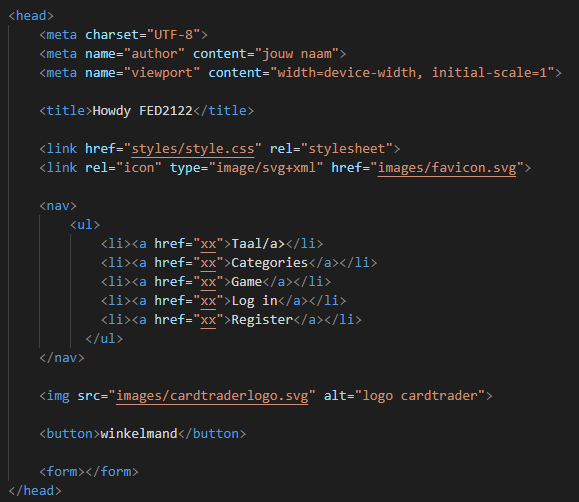 <head>
<meta charset="UTF-8">
<meta name="author" content="jouw naam">
<meta name="viewport" content="width=device-width, initial-scale=1">
<title>Howdy FED2122</title>
<link href="styles/style.css" rel="stylesheet">
<link rel="icon" type="image/svg+xml" href="images/favicon.svg">
<nav>
<ul>
<li><a href="xx">Taal/a></li>
<li><a href="xx">Categories</a></li>
<li><a href="xx">Game</a></li>
<li><a href="xx">Log in</a></li>
<li><a href="xx">Register</a></li>
</ul>
</nav>
<img src="images/cardtraderlogo.svg" alt="logo cardtrader">
<button>winkelmand</button>
<form></form>
</head>